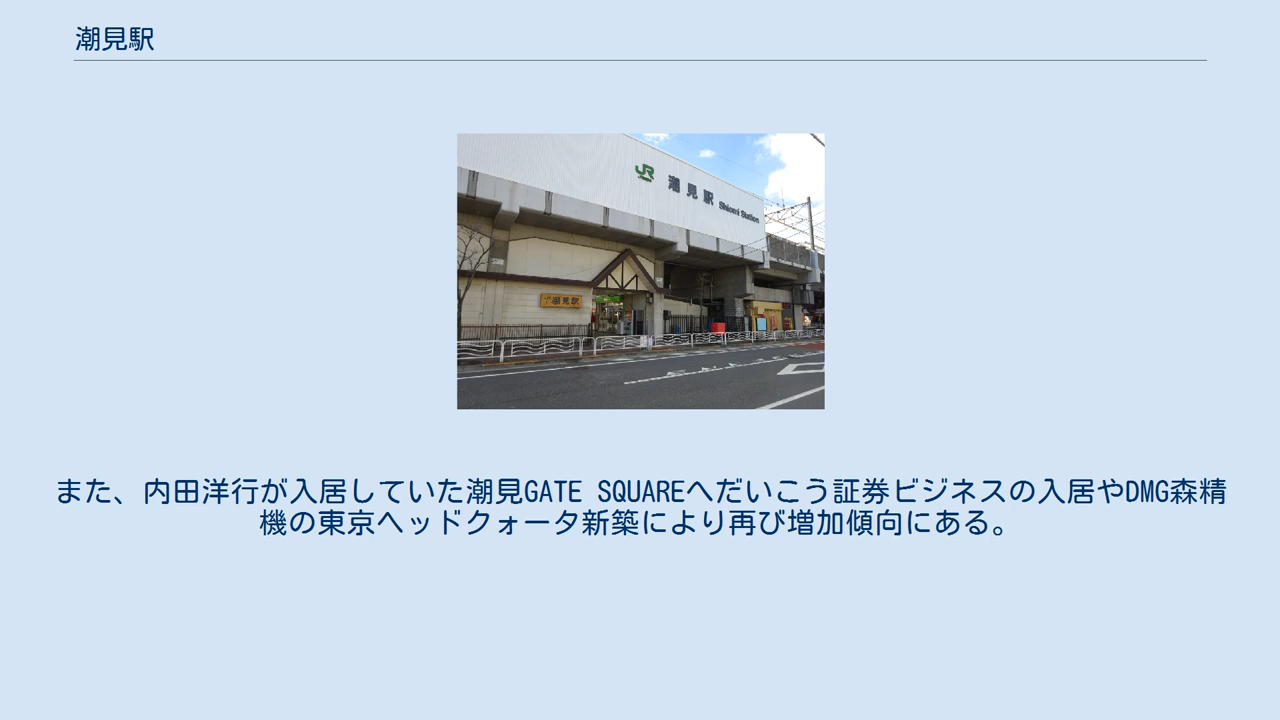 潮見駅
JR
潮見駅 Shiomi Station
潮見駅
また、内田洋行が入居していた潮見GATE SQUAREへだいこう証券ビジネスの入居やDMG森精
機の東京ヘッドクォータ新築により再び増加傾向にある。